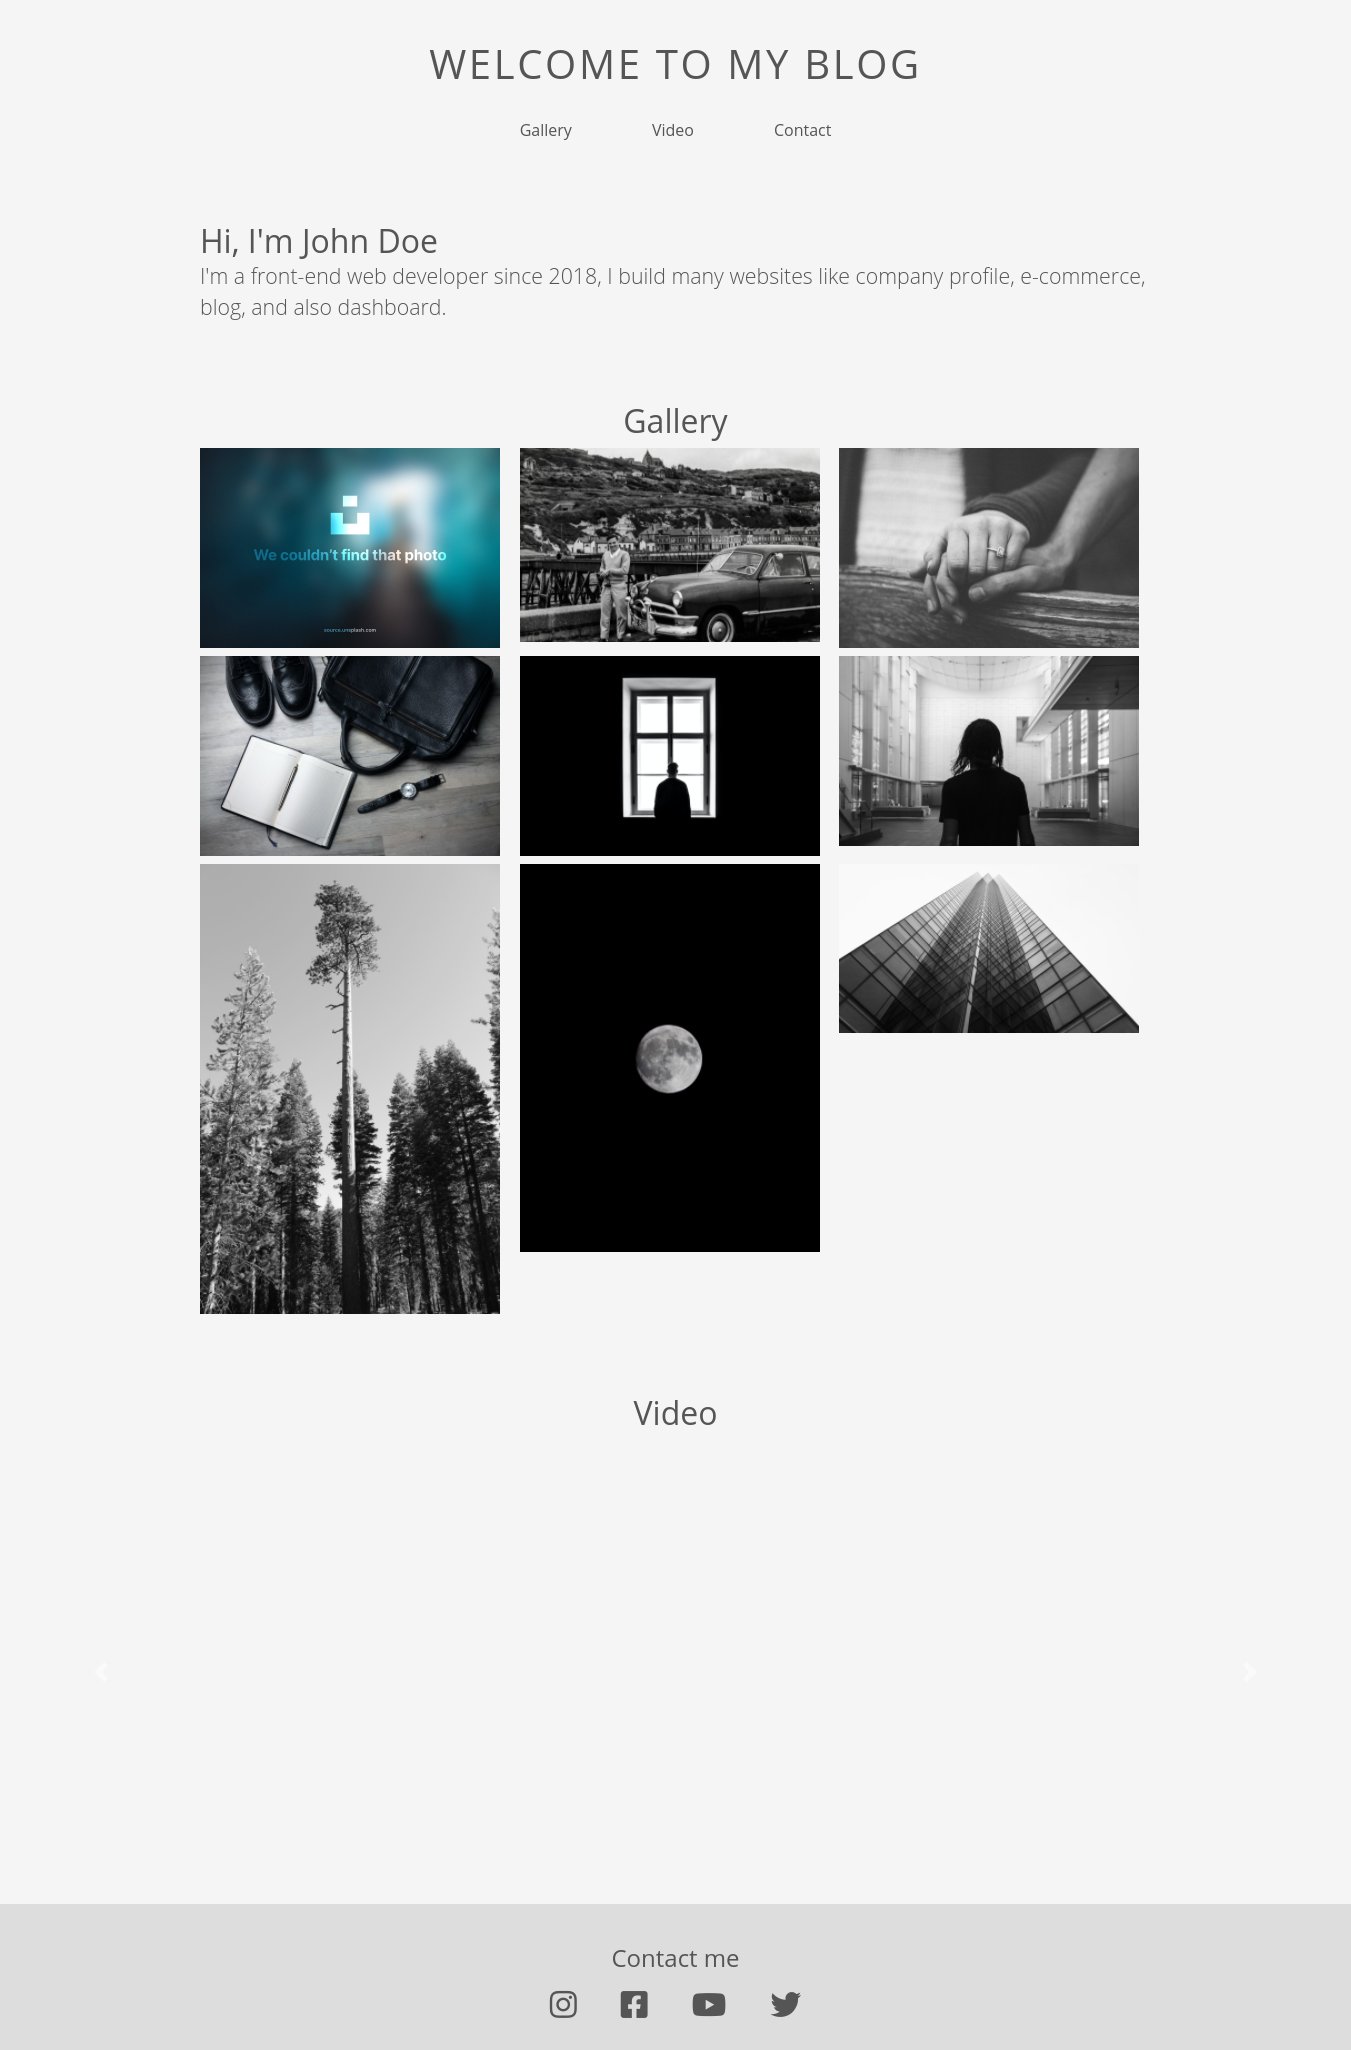 WELCOME TO MY BLOG
Gallery Video Contact
Hi, I'm John Doe
I'm a front-end web developer since 2018, I build many websites like company profile, e-commerce,
blog, and also dashboard.
Gallery
We couldn't find that photo
source.unsplash.com
Video
Contact me